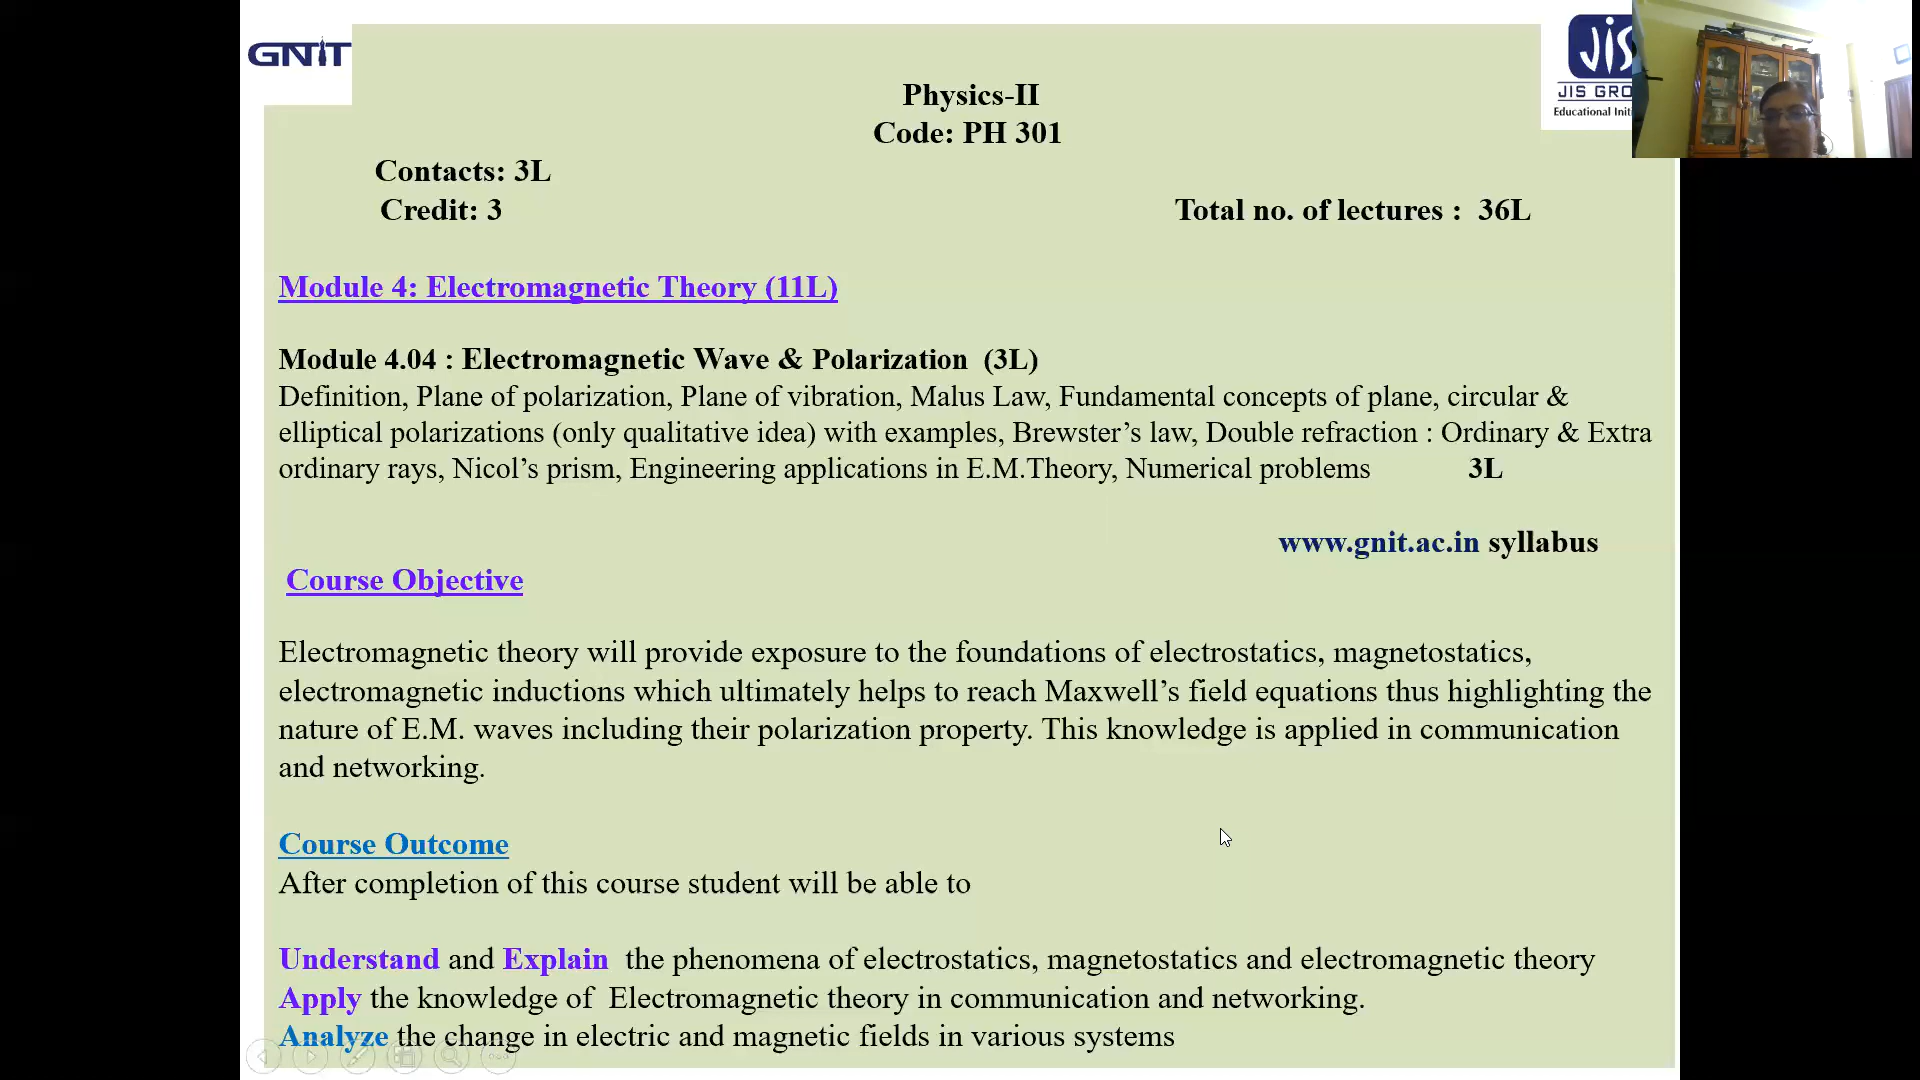 GNIT
JIS
JIS GRO
Educational Init
Physics-II
Code: PH 301
Contacts: 3L
Credit: 3 Total no. of lectures : 36L
Module 4: Electromagnetic Theory (11L)
Module 4.04 : Electromagnetic Wave & Polarization (3L)
Definition, Plane of polarization, Plane of vibration, Malus Law, Fundamental concepts of plane, circular &
elliptical polarizations (only qualitative idea) with examples, Brewster’s law, Double refraction : Ordinary & Extra
ordinary rays, Nicol’s prism, Engineering applications in E.M.Theory, Numerical problems 3L
www.gnit.ac.in syllabus
Course Objective
Electromagnetic theory will provide exposure to the foundations of electrostatics, magnetostatics,
electromagnetic inductions which ultimately helps to reach Maxwell’s field equations thus highlighting the
nature of E.M. waves including their polarization property. This knowledge is applied in communication
and networking.
Course Outcome
After completion of this course student will be able to
Understand and Explain the phenomena of electrostatics, magnetostatics and electromagnetic theory
Apply the knowledge of Electromagnetic theory in communication and networking.
Analyze the change in electric and magnetic fields in various systems